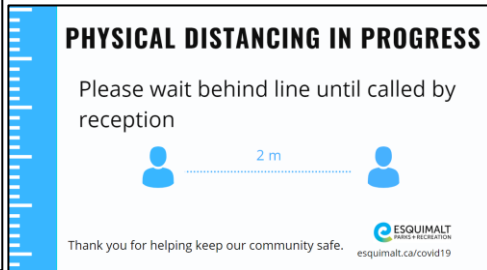 PHYSICAL DISTANCING IN PROGRESS
Please wait behind line until called by
reception
2 m
Thank you for helping keep our community safe.
ESQUIMALT
PARKS + RECREATION
esquimalt.ca/covid19